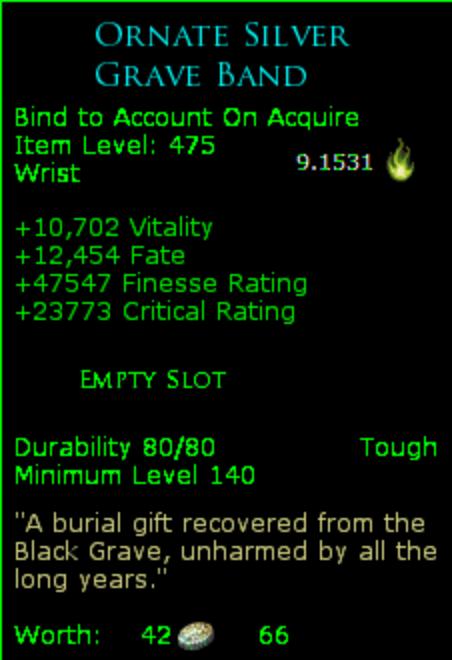 Ornate Silver
Grave Band
Bind to Account On Acquire
Item Level: 475
9.1531
Wrist
+10,702 Vitality
+12,454 Fate
+47547 Finesse Rating
+23773 Critical Rating
Empty Slot
Durability 80/80 Tough
Minimum Level 140
"A burial gift recovered from the
Black Grave, unharmed by all the
long years."
Worth: 42 66